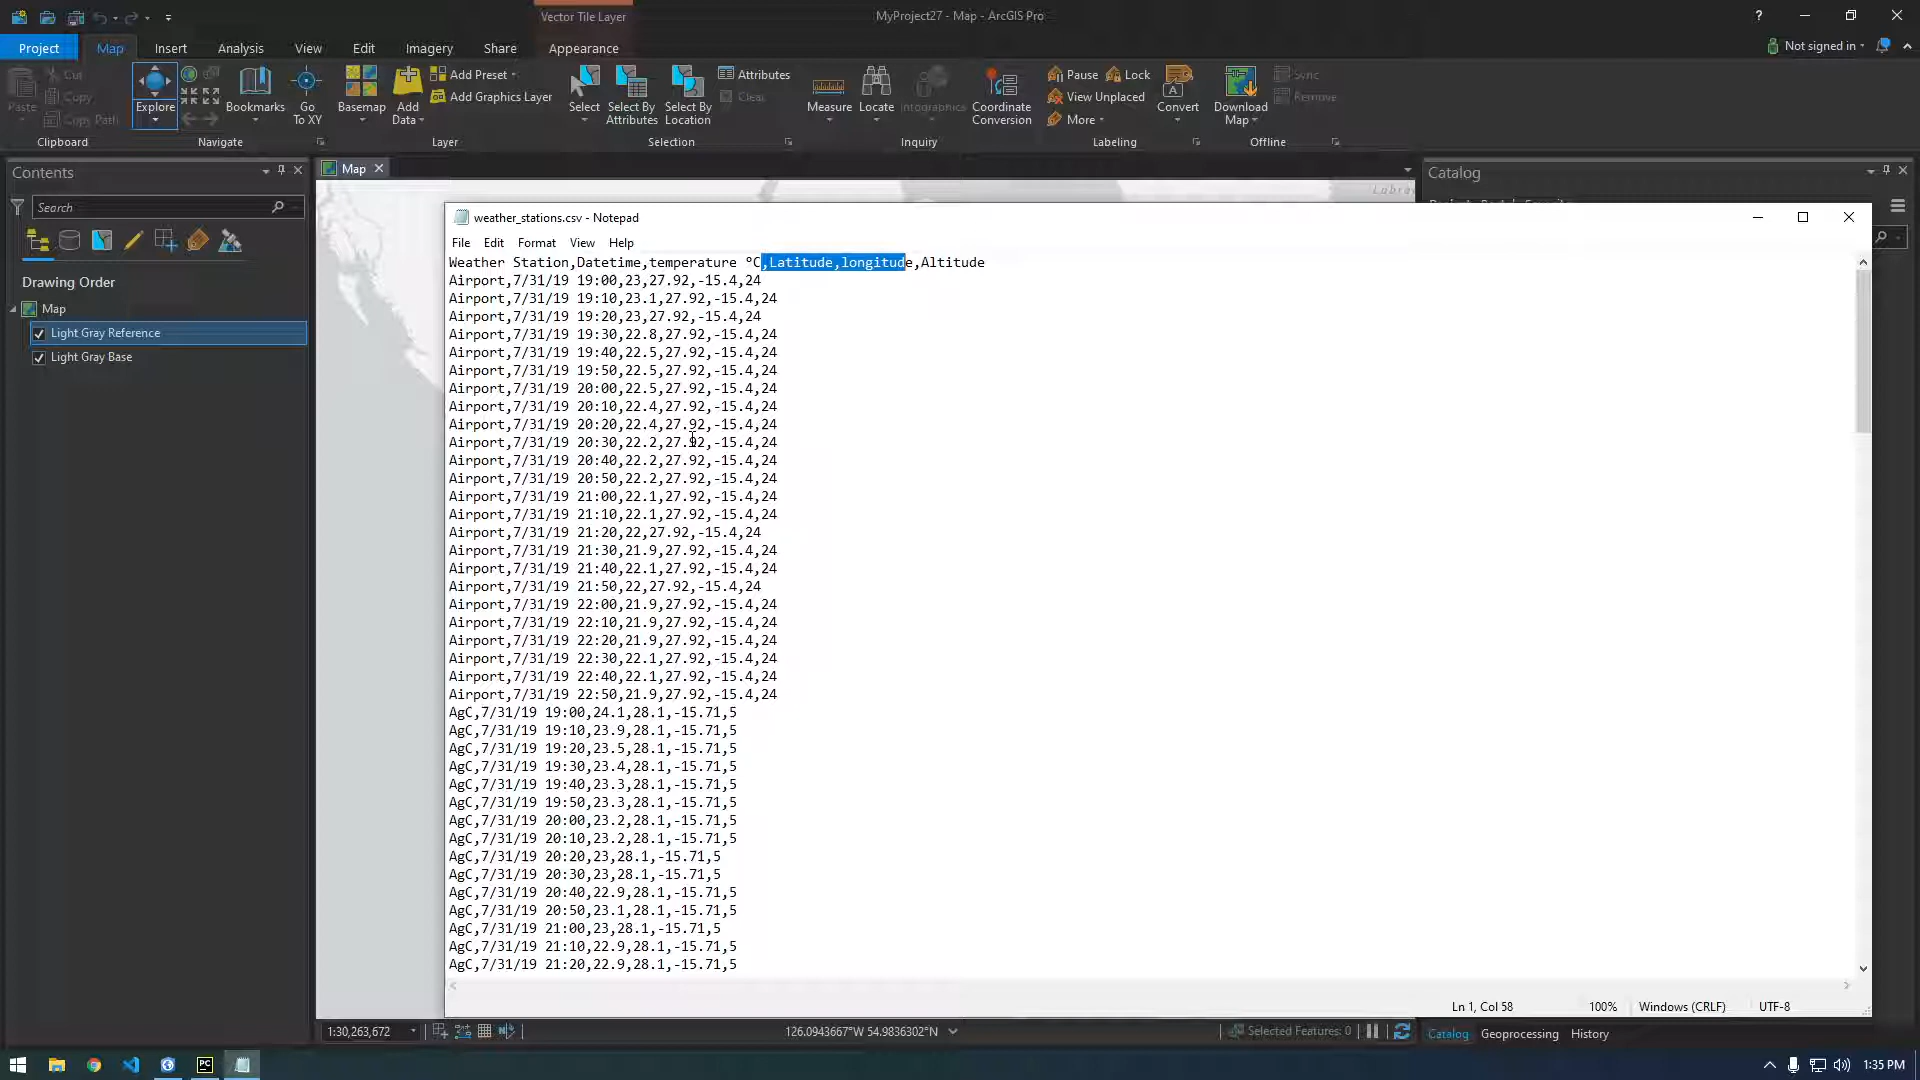 Vector Tile Layer
MyProject27 - Map - ArcGIS Pro
?
Project
Map
Insert
Analysis
View
Edit
Imagery
Share
Appearance
Not signed in
Paste
Cut
Copy
Copy Path
Clipboard
Explore
Bookmarks
Go
To XY
Navigate
Basemap
Add
Data
Add Preset
Add Graphics Layer
Layer
Select
Select By
Attributes
Select By
Location
Attributes
Clear
Selection
Measure
Locate
Infographics
Coordinate
Conversion
Inquiry
Pause
Lock
View Unplaced
More
Convert
Labeling
Download
Map
Sync
Remove
Offline
Contents
Search
Drawing Order
Map
Light Gray Reference
Light Gray Base
Map
Catalog
weather_stations.csv - Notepad
File Edit Format View Help
Weather Station,Datetime,temperature ºC,Latitude,longitude,Altitude
Airport,7/31/19 19:00,23,27.92,-15.4,24
Airport,7/31/19 19:10,23.1,27.92,-15.4,24
Airport,7/31/19 19:20,23,27.92,-15.4,24
Airport,7/31/19 19:30,22.8,27.92,-15.4,24
Airport,7/31/19 19:40,22.5,27.92,-15.4,24
Airport,7/31/19 19:50,22.5,27.92,-15.4,24
Airport,7/31/19 20:00,22.5,27.92,-15.4,24
Airport,7/31/19 20:10,22.4,27.92,-15.4,24
Airport,7/31/19 20:20,22.4,27.92,-15.4,24
Airport,7/31/19 20:30,22.2,27.92,-15.4,24
Airport,7/31/19 20:40,22.2,27.92,-15.4,24
Airport,7/31/19 20:50,22.2,27.92,-15.4,24
Airport,7/31/19 21:00,22.1,27.92,-15.4,24
Airport,7/31/19 21:10,22.1,27.92,-15.4,24
Airport,7/31/19 21:20,22,27.92,-15.4,24
Airport,7/31/19 21:30,21.9,27.92,-15.4,24
Airport,7/31/19 21:40,22.1,27.92,-15.4,24
Airport,7/31/19 21:50,22,27.92,-15.4,24
Airport,7/31/19 22:00,21.9,27.92,-15.4,24
Airport,7/31/19 22:10,21.9,27.92,-15.4,24
Airport,7/31/19 22:20,21.9,27.92,-15.4,24
Airport,7/31/19 22:30,22.1,27.92,-15.4,24
Airport,7/31/19 22:40,22.1,27.92,-15.4,24
Airport,7/31/19 22:50,21.9,27.92,-15.4,24
AgC,7/31/19 19:00,24.1,28.1,-15.71,5
AgC,7/31/19 19:10,23.9,28.1,-15.71,5
AgC,7/31/19 19:20,23.5,28.1,-15.71,5
AgC,7/31/19 19:30,23.4,28.1,-15.71,5
AgC,7/31/19 19:40,23.3,28.1,-15.71,5
AgC,7/31/19 19:50,23.3,28.1,-15.71,5
AgC,7/31/19 20:00,23.2,28.1,-15.71,5
AgC,7/31/19 20:10,23.2,28.1,-15.71,5
AgC,7/31/19 20:20,23,28.1,-15.71,5
AgC,7/31/19 20:30,23,28.1,-15.71,5
AgC,7/31/19 20:40,22.9,28.1,-15.71,5
AgC,7/31/19 20:50,23.1,28.1,-15.71,5
AgC,7/31/19 21:00,23,28.1,-15.71,5
AgC,7/31/19 21:10,22.9,28.1,-15.71,5
AgC,7/31/19 21:20,22.9,28.1,-15.71,5
Ln 1, Col 58
100%
Windows (CRLF)
UTF-8
1:30,263,672
126.0943667°W 54.9836302°N
Selected Features: 0
Catalog Geoprocessing History
PC
1:35 PM